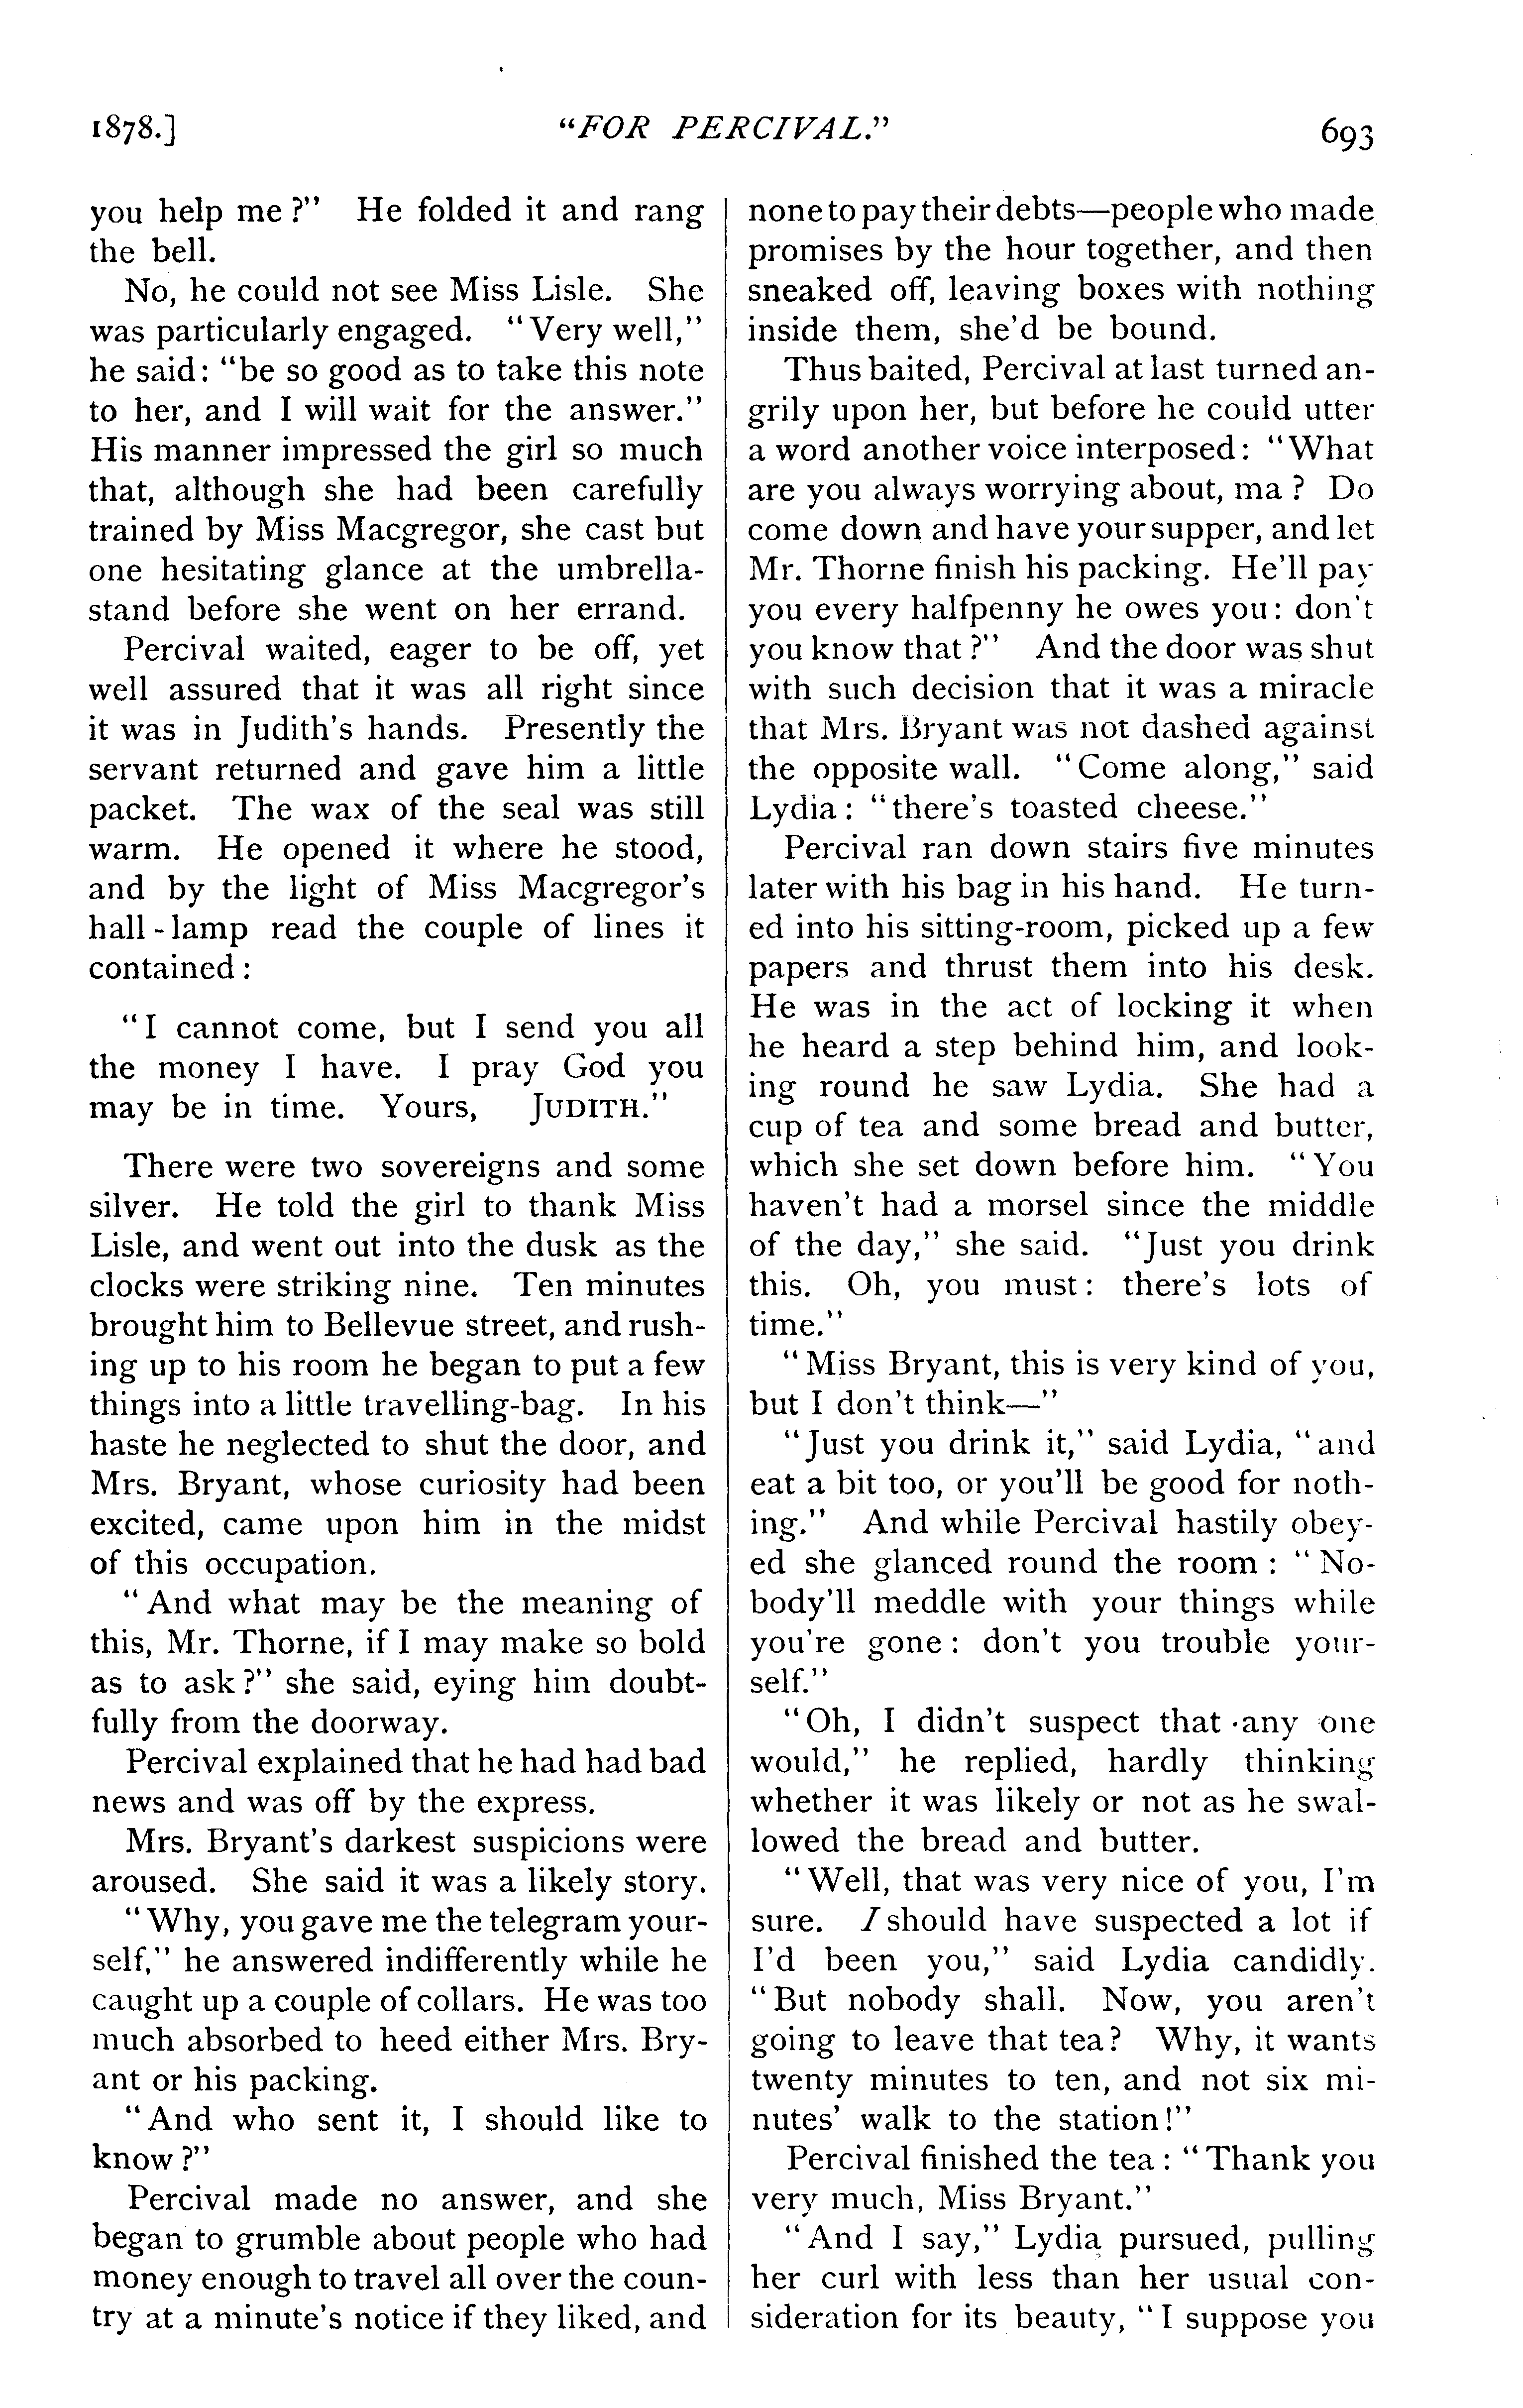 1878.]
"FOR PERCIVAL."
693
you help me?" He folded it and rang
the bell.
No, he could not see Miss Lisle. She
was particularly engaged. "Very well,"
he said: "be so good as to take this note
to her, and I will wait for the answer."
His manner impressed the girl so much
that, although she had been carefully
trained by Miss Macgregor, she cast but
one hesitating glance at the umbrella-
stand before she went on her errand.
Percival waited, eager to be off, yet
well assured that it was all right since
it was in Judith's hands. Presently the
servant returned and gave him a little
packet. The wax of the seal was still
warm. He opened it where he stood,
and by the light of Miss Macgregor's
hall-lamp read the couple of lines it
contained:
"I cannot come, but I send you all
the money I have. I pray God you
may be in time. Yours, JUDITH."
There were two sovereigns and some
silver. He told the girl to thank Miss
Lisle, and went out into the dusk as the
clocks were striking nine. Ten minutes
brought him to Bellevue street, and rush-
ing up to his room he began to put a few
things into a little travelling-bag. In his
haste he neglected to shut the door, and
Mrs. Bryant, whose curiosity had been
excited, came upon him in the midst
of this occupation.
"And what may be the meaning of
this, Mr. Thorne, if I may make so bold
as to ask?" she said, eying him doubt-
fully from the doorway.
Percival explained that he had had bad
news and was off by the express.
Mrs. Bryant's darkest suspicions were
aroused. She said it was a likely story.
"Why, you gave me the telegram your-
self," he answered indifferently while he
caught up a couple of collars. He was too
much absorbed to heed either Mrs. Bry-
ant or his packing.
"And who sent it, I should like to
know?"
Percival made no answer, and she
began to grumble about people who had
money enough to travel all over the coun-
try at a minute's notice if they liked, and
none to pay their debts—people who made
promises by the hour together, and then
sneaked off, leaving boxes with nothing
inside them, she'd be bound.
Thus baited, Percival at last turned an-
grily upon her, but before he could utter
a word another voice interposed: "What
are you always worrying about, ma? Do
come down and have your supper, and let
Mr. Thorne finish his packing. He'll pay
you every halfpenny he owes you: don't
you know that?" And the door was shut
with such decision that it was a miracle
that Mrs. Bryant was not dashed against
the opposite wall. "Come along," said
Lydia: "there's toasted cheese."
Percival ran down stairs five minutes
later with his bag in his hand. He turn-
ed into his sitting-room, picked up a few
papers and thrust them into his desk.
He was in the act of locking it when
he heard a step behind him, and look-
ing round he saw Lydia. She had a
cup of tea and some bread and butter,
which she set down before him. "You
haven't had a morsel since the middle
of the day," she said. "Just you drink
this. Oh, you must: there's lots of
time."
"Miss Bryant, this is very kind of you,
but I don't think—"
"Just you drink it," said Lydia, "and
eat a bit too, or you'll be good for noth-
ing." And while Percival hastily obey-
ed she glanced round the room: "No-
body'll meddle with your things while
you're gone: don't you trouble your-
self."
"Oh, I didn't suspect that any one
would," he replied, hardly thinking
whether it was likely or not as he swal-
lowed the bread and butter.
"Well, that was very nice of you, I'm
sure. I should have suspected a lot if
I'd been you," said Lydia candidly.
"But nobody shall. Now, you aren't
going to leave that tea? Why, it wants
twenty minutes to ten, and not six mi-
nutes' walk to the station!"
Percival finished the tea: "Thank you
very much, Miss Bryant."
"And I say," Lydia pursued, pulling
her curl with less than her usual con-
sideration for its beauty, "I suppose you